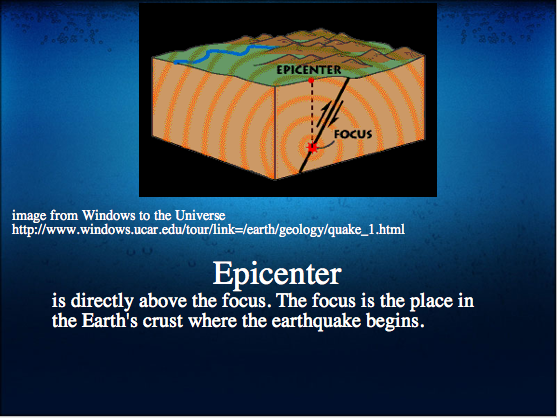 EPICENTER
FOCUS
image from Windows to the Universe
http://www.windows.ucar.edu/tour/link=/earth/geology/quake_1.html
Epicenter
is directly above the focus. The focus is the place in
the Earth's crust where the earthquake begins.